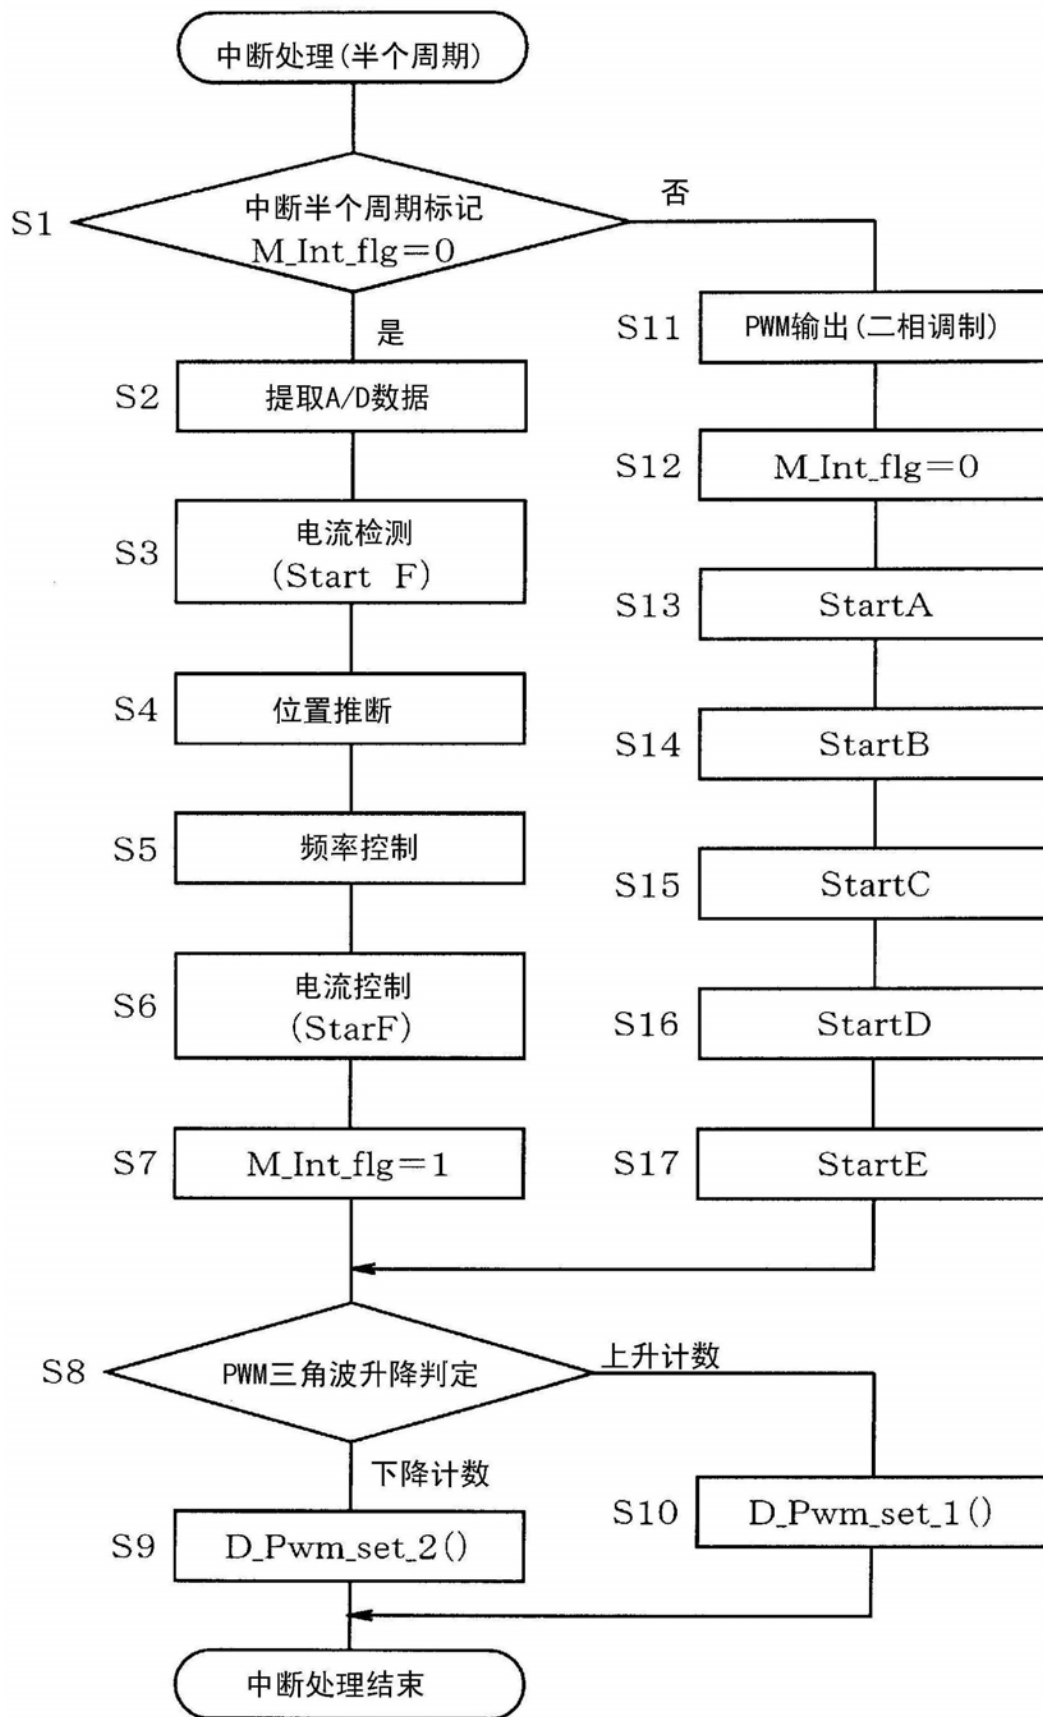 中断处理(半个周期)
S1
中断半个周期标记
M_Int_flg=0
否
是
S2
提取A/D数据
S3
电流检测
(Start F)
S4
位置推断
S5
频率控制
S6
电流控制
(StarF)
S7
M_Int_flg=1
S11
PWM输出(二相调制)
S12
M_Int_flg=0
S13
StartA
S14
StartB
S15
StartC
S16
StartD
S17
StartE
S8
PWM三角波升降判定
上升计数
下降计数
S9
D_Pwm_set_2()
S10
D_Pwm_set_1()
中断处理结束